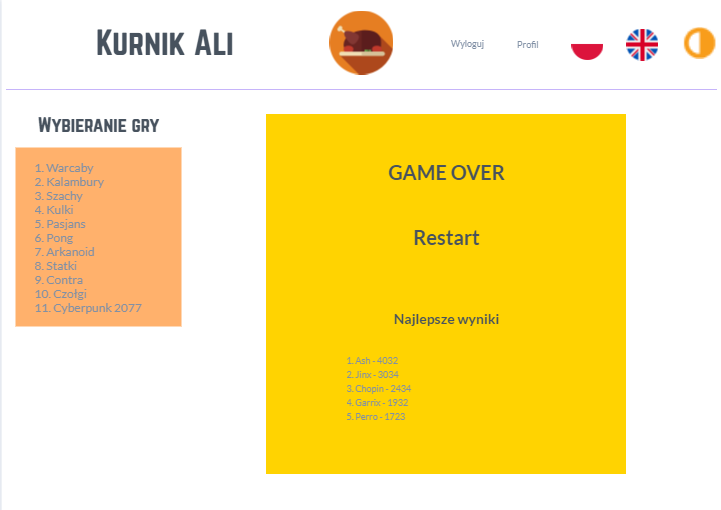 Kurnik Ali
Wyloguj
Profil
Wybieranie gry
1. Warcaby
2. Kalambury
3. Szachy
4. Kulki
5. Pasjans
6. Pong
7. Arkanoid
8. Statki
9. Contra
10. Czołgi
11. Cyberpunk 2077
GAME OVER
Restart
Najlepsze wyniki
1. Ash - 4032
2. Jinx - 3034
3. Chopin - 2434
4. Garrix - 1932
5. Perro - 1723